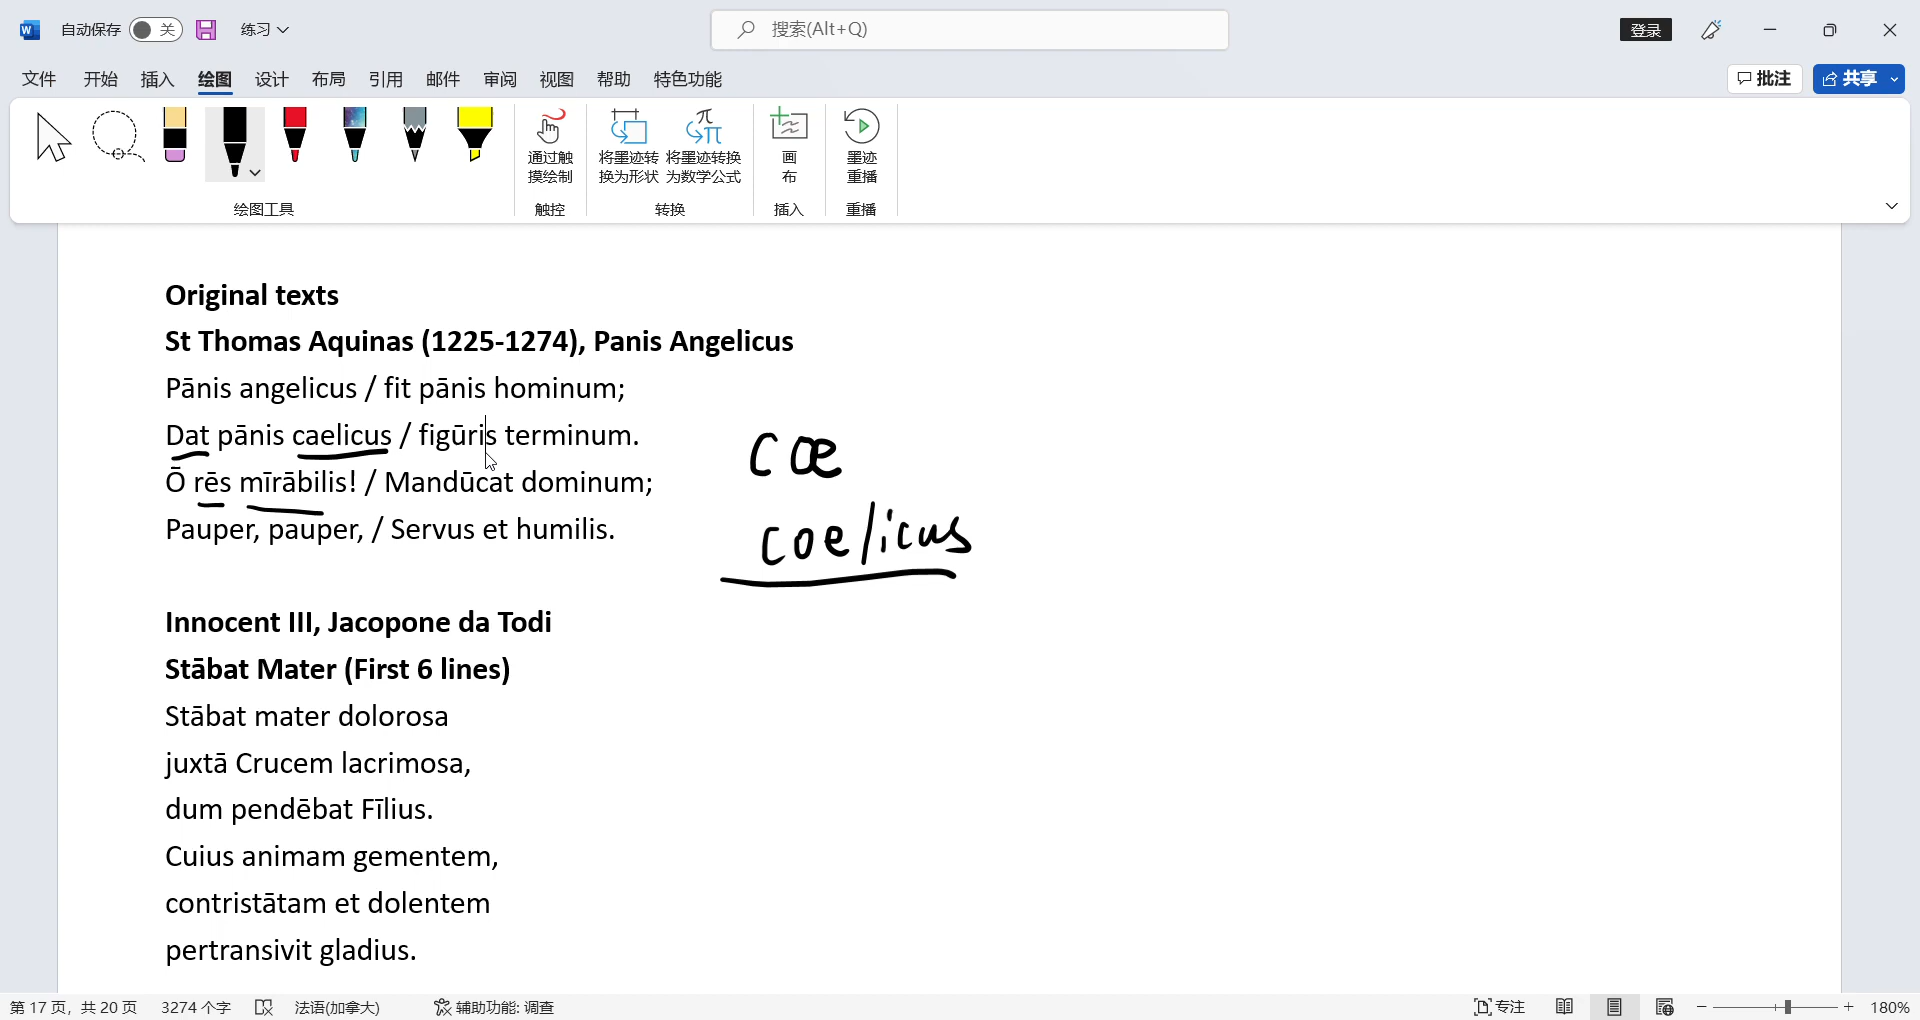 自动保存 关 练习 搜索(Alt+Q) 登录
文件 开始 插入 绘图 设计 布局 引用 邮件 审阅 视图 帮助 特色功能 批注 共享
通过触摸绘制 将墨迹转换为形状 将墨迹转换为数学公式 画布 墨迹重播
绘图工具 触控 转换 插入 重播
Original texts
St Thomas Aquinas (1225-1274), Panis Angelicus
Pānis angelicus / fit pānis hominum;
Dat pānis caelicus / figūris terminum.
cœ
Ō rēs mīrābilis! / Mandūcat dominum;
Pauper, pauper, / Servus et humilis.
coelicus
Innocent III, Jacopone da Todi
Stābat Mater (First 6 lines)
Stābat mater dolorosa
juxtā Crucem lacrimosa,
dum pendēbat Fīlius.
Cuius animam gementem,
contristātam et dolentem
pertransivit gladius.
第 17 页，共 20 页 3274 个字 法语(加拿大) 辅助功能: 调查 专注 180%